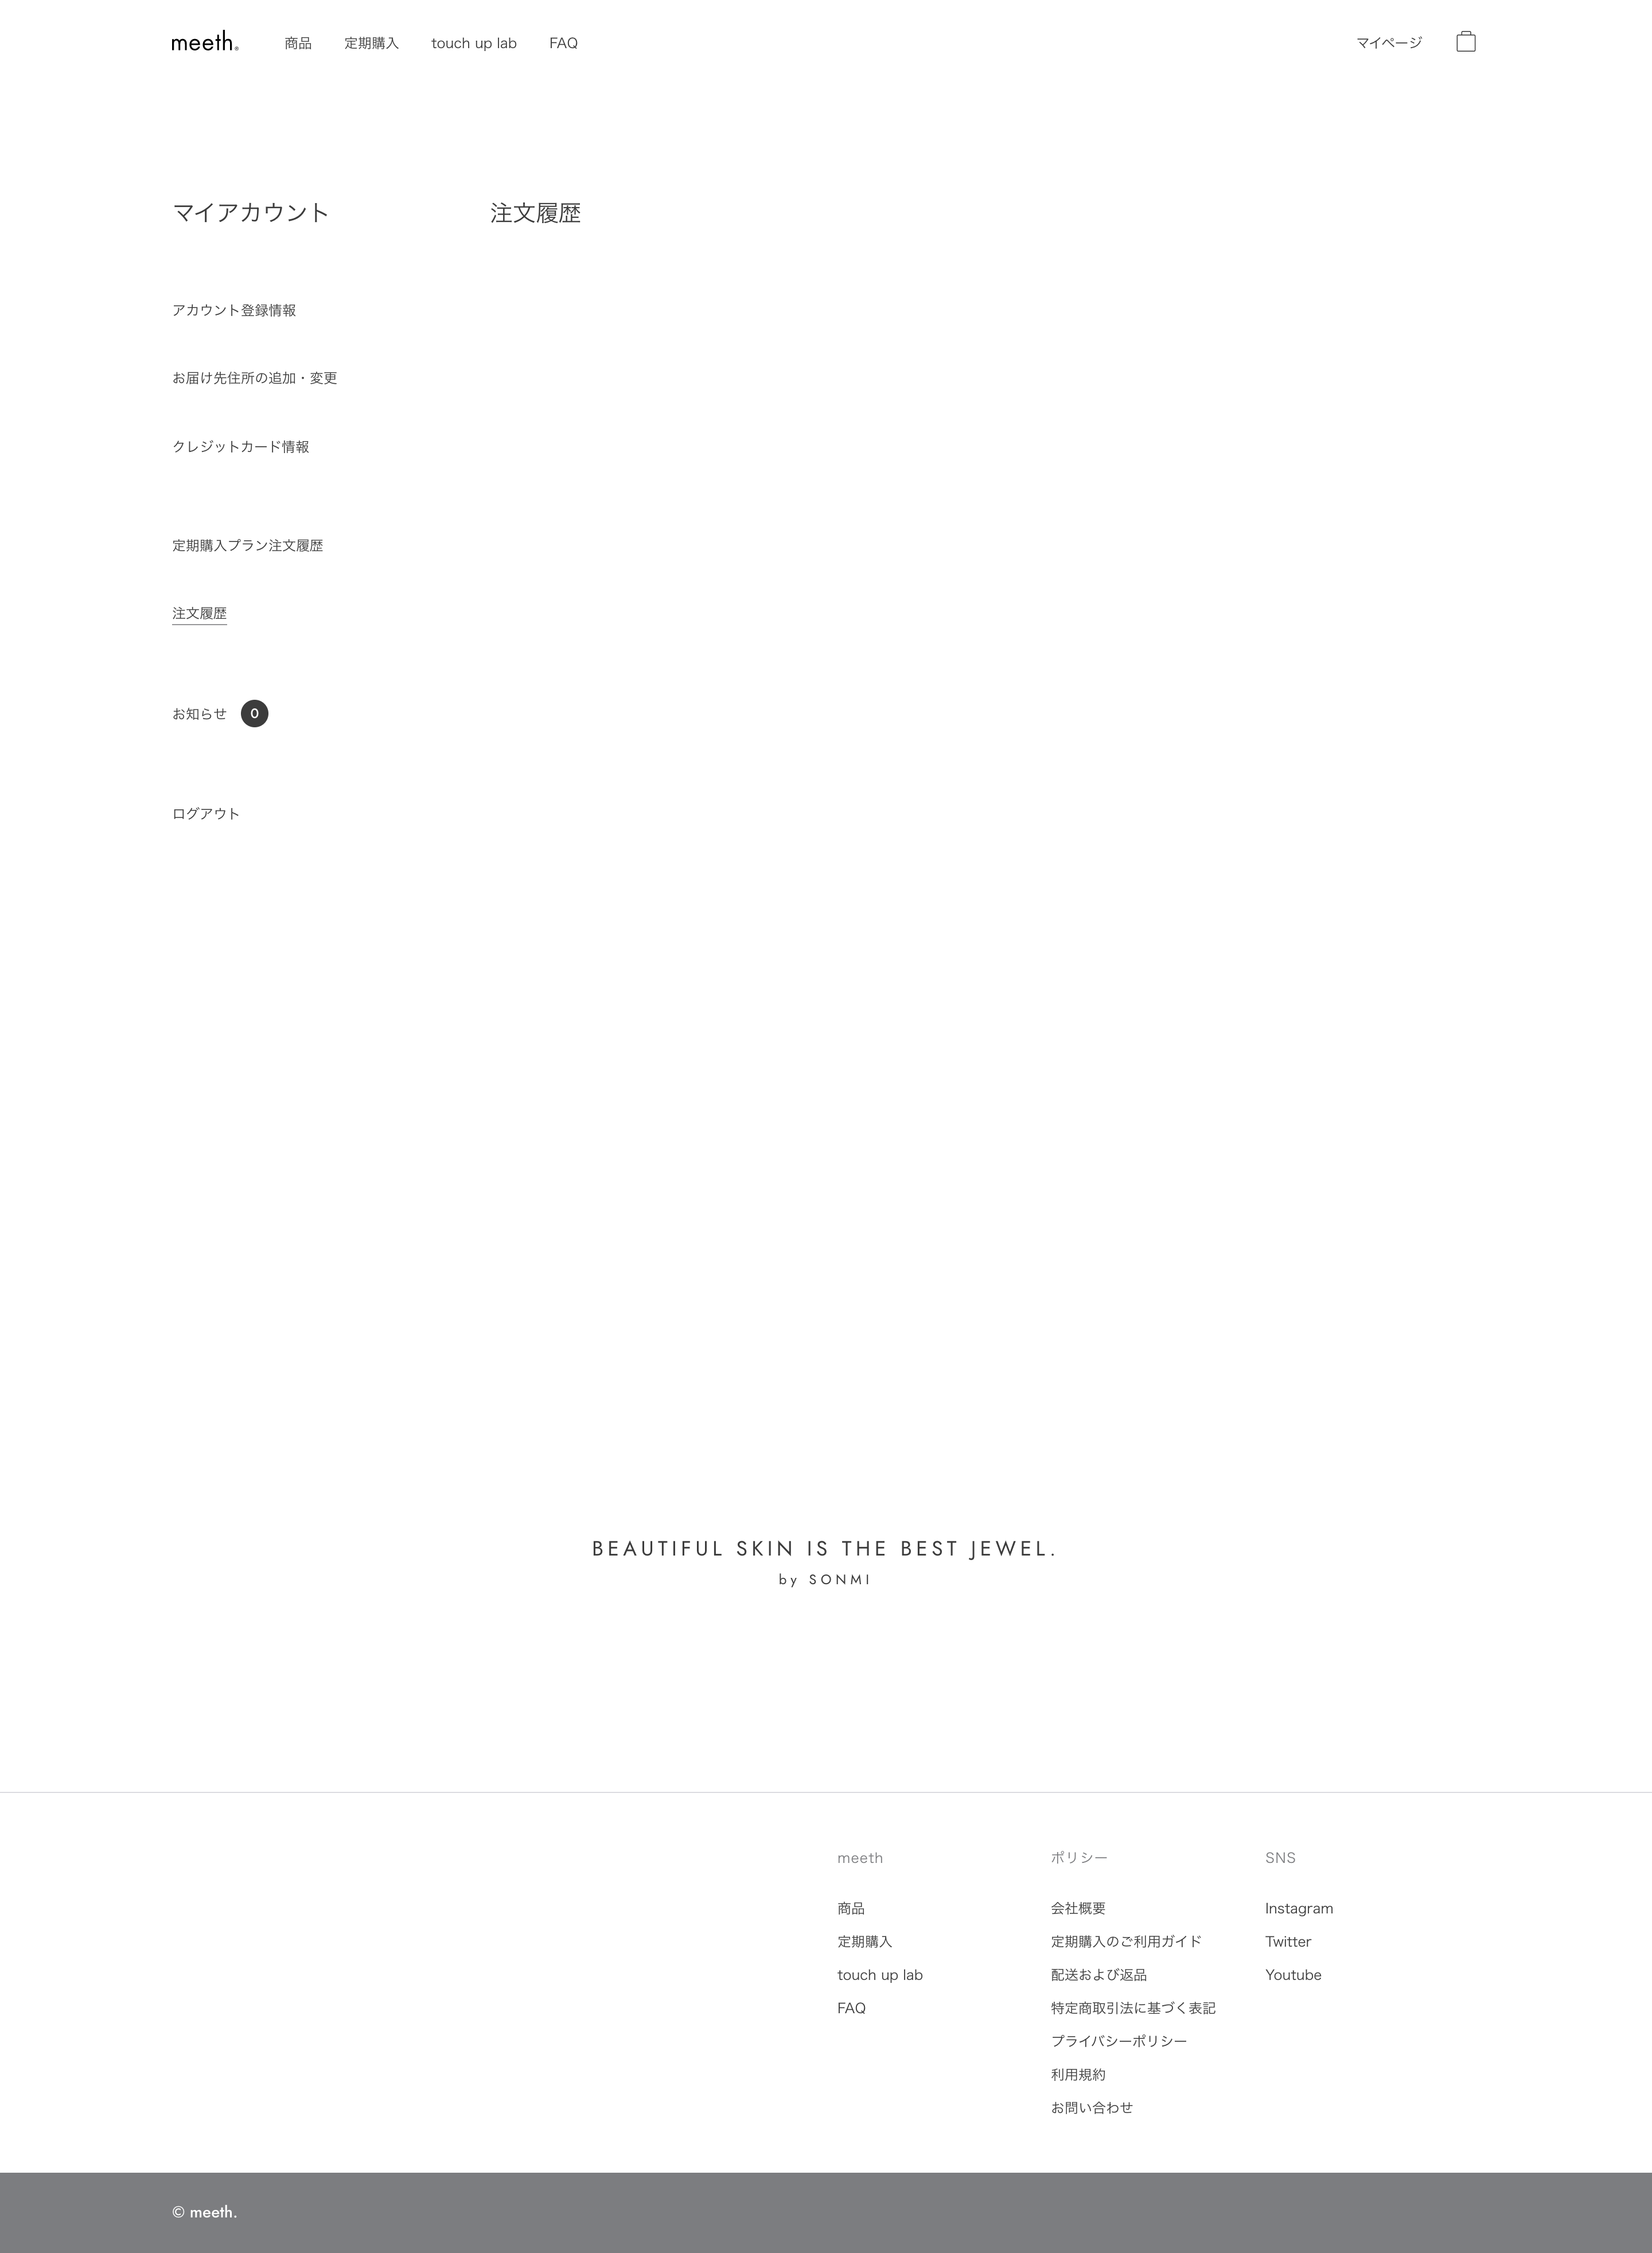 meeth.®
商品
定期購入
touch up lab
FAQ
マイページ
マイアカウント
注文履歴
アカウント登録情報
お届け先住所の追加・変更
クレジットカード情報
定期購入プラン注文履歴
注文履歴
お知らせ 0
ログアウト
BEAUTIFUL SKIN IS THE BEST JEWEL.
by SONMI
meeth
商品
定期購入
touch up lab
FAQ
ポリシー
会社概要
定期購入のご利用ガイド
配送および返品
特定商取引法に基づく表記
プライバシーポリシー
利用規約
お問い合わせ
SNS
Instagram
Twitter
Youtube
© meeth.